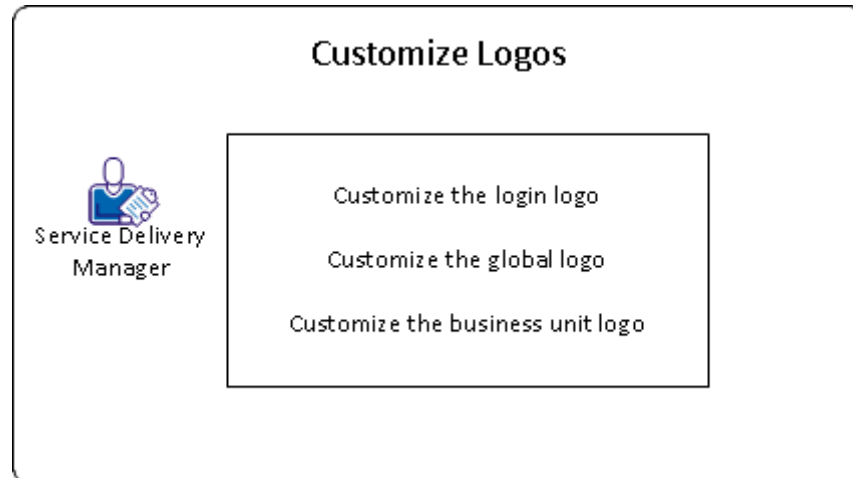 Customize Logos
Service Delivery
Manager
Customize the login logo
Customize the global logo
Customize the business unit logo